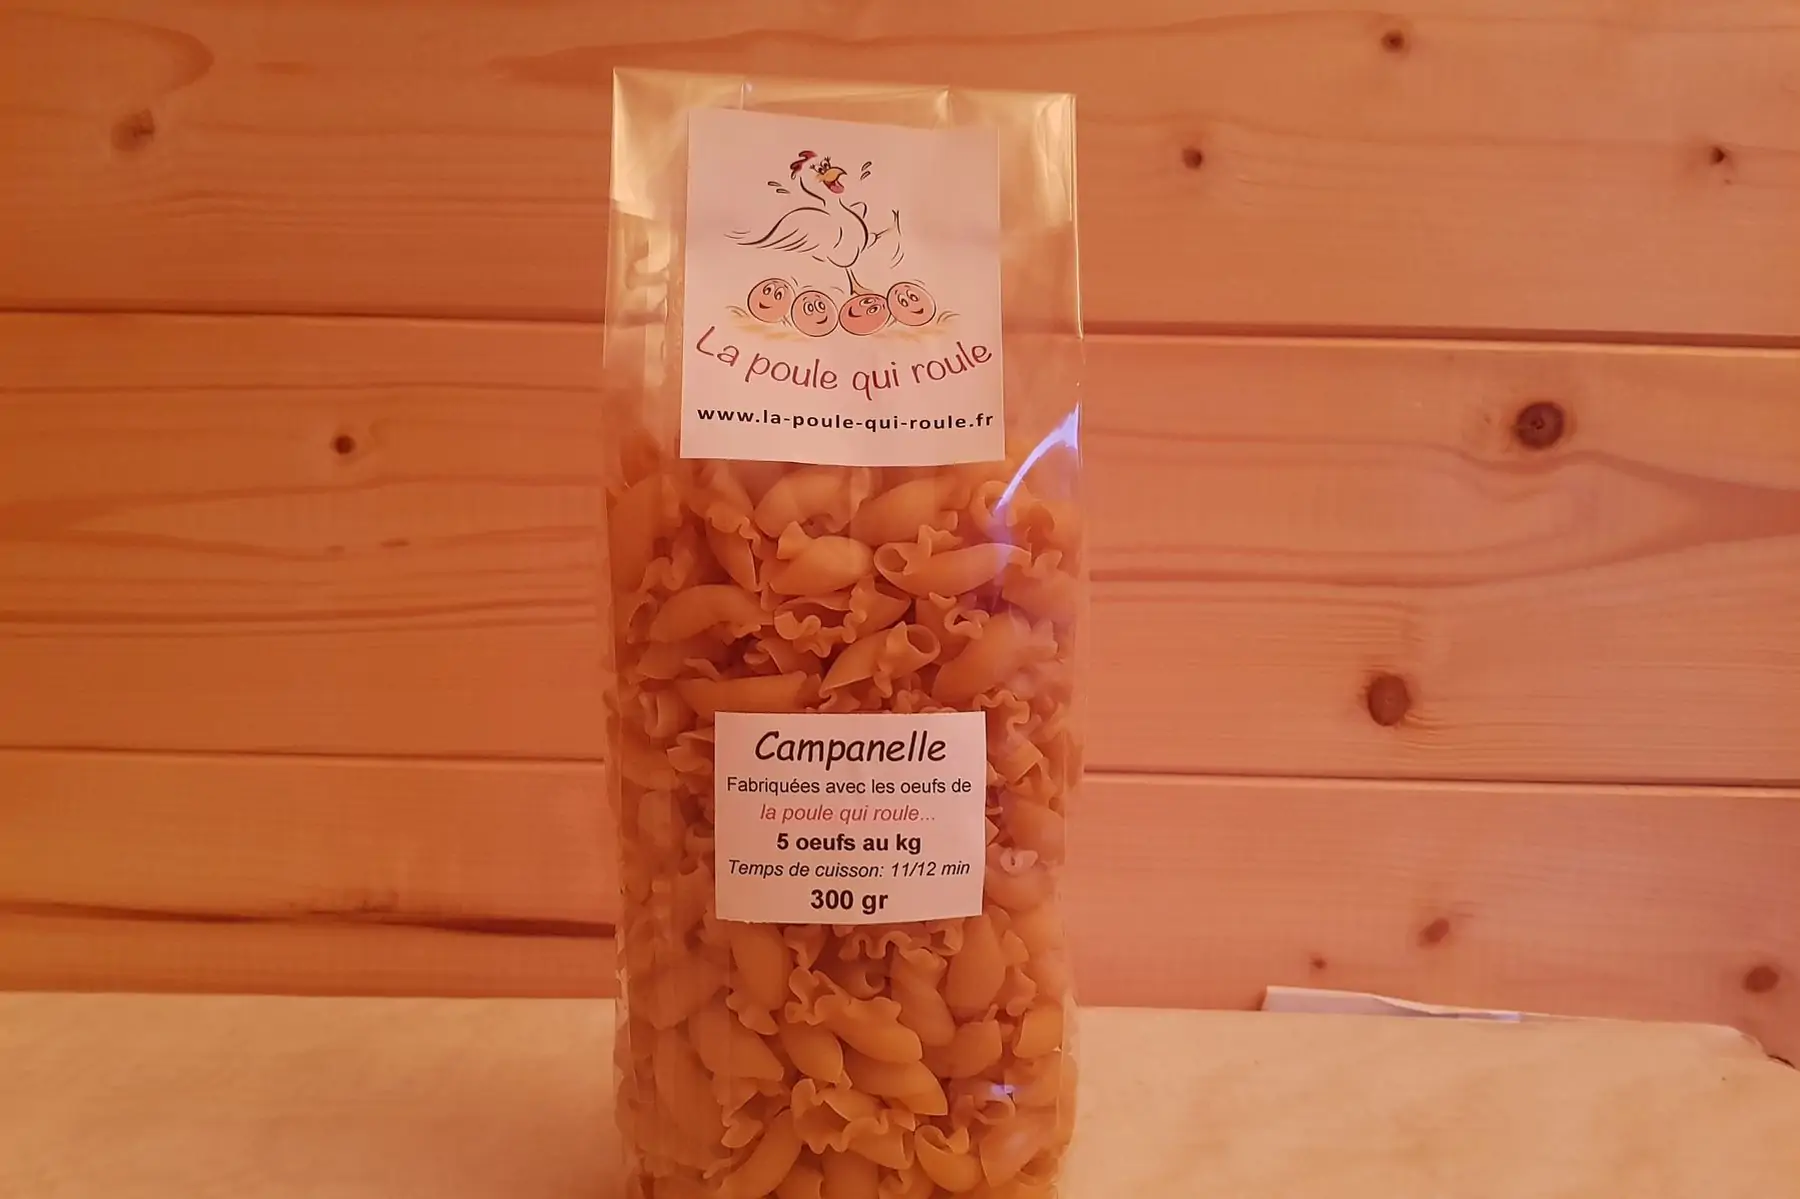 La poule qui roule
www.la-poule-qui-roule.fr
Campanelle
Fabriquées avec les oeufs de
la poule qui roule...
5 oeufs au kg
Temps de cuisson: 11/12 min
300 gr